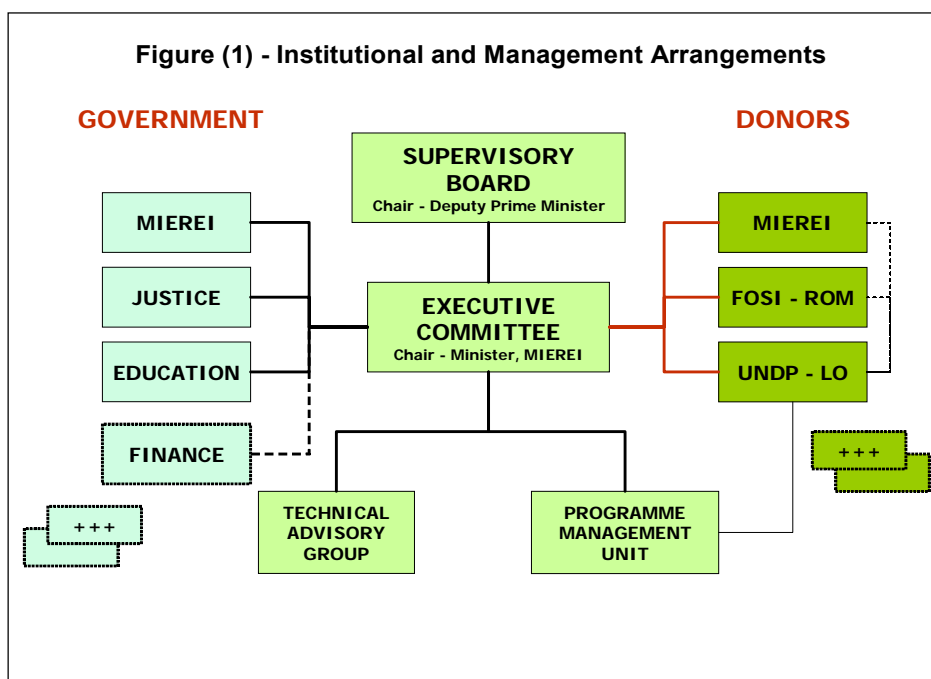 Figure (1) - Institutional and Management Arrangements
GOVERNMENT
DONORS
SUPERVISORY
BOARD
Chair - Deputy Prime Minister
MIEREI
JUSTICE
EDUCATION
FINANCE
+++
EXECUTIVE
COMMITTEE
Chair - Minister, MIEREI
MIEREI
FOSI - ROM
UNDP - LO
+++
TECHNICAL
ADVISORY
GROUP
PROGRAMME
MANAGEMENT
UNIT